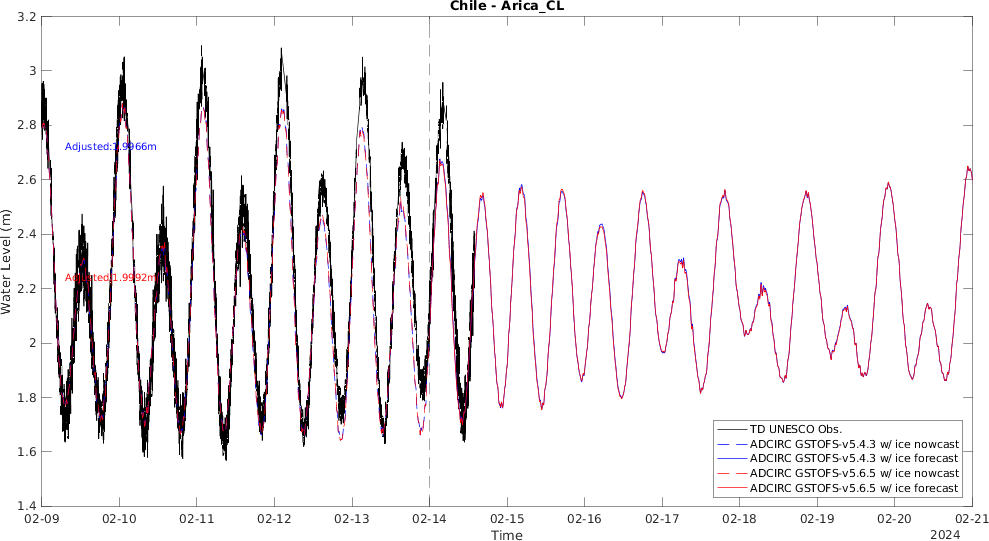 Chile - Arica_CL
3.2
3
2.8
2.6
2.4
2.2
2
1.8
1.6
1.4
Water Level (m)
Adjusted:1.9966m
Adjusted:1.9992m
TD UNESCO Obs.
ADCIRC GSTOFS-v5.4.3 w/ ice nowcast
ADCIRC GSTOFS-v5.4.3 w/ ice forecast
ADCIRC GSTOFS-v5.6.5 w/ ice nowcast
ADCIRC GSTOFS-v5.6.5 w/ ice forecast
02-09 02-10 02-11 02-12 02-13 02-14 02-15 02-16 02-17 02-18 02-19 02-20 02-21
Time
2024